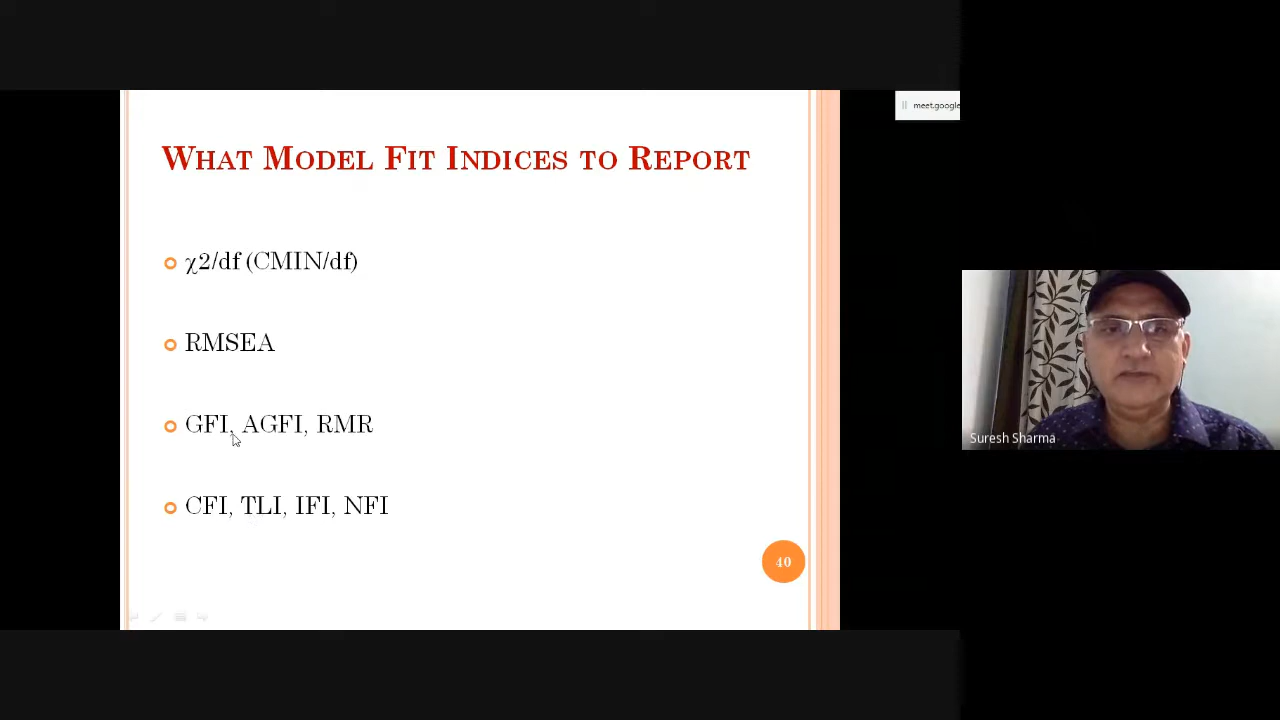 What Model Fit Indices to Report
χ2/df (CMIN/df)
RMSEA
GFI, AGFI, RMR
CFI, TLI, IFI, NFI
40
meet.google
Suresh Sharma